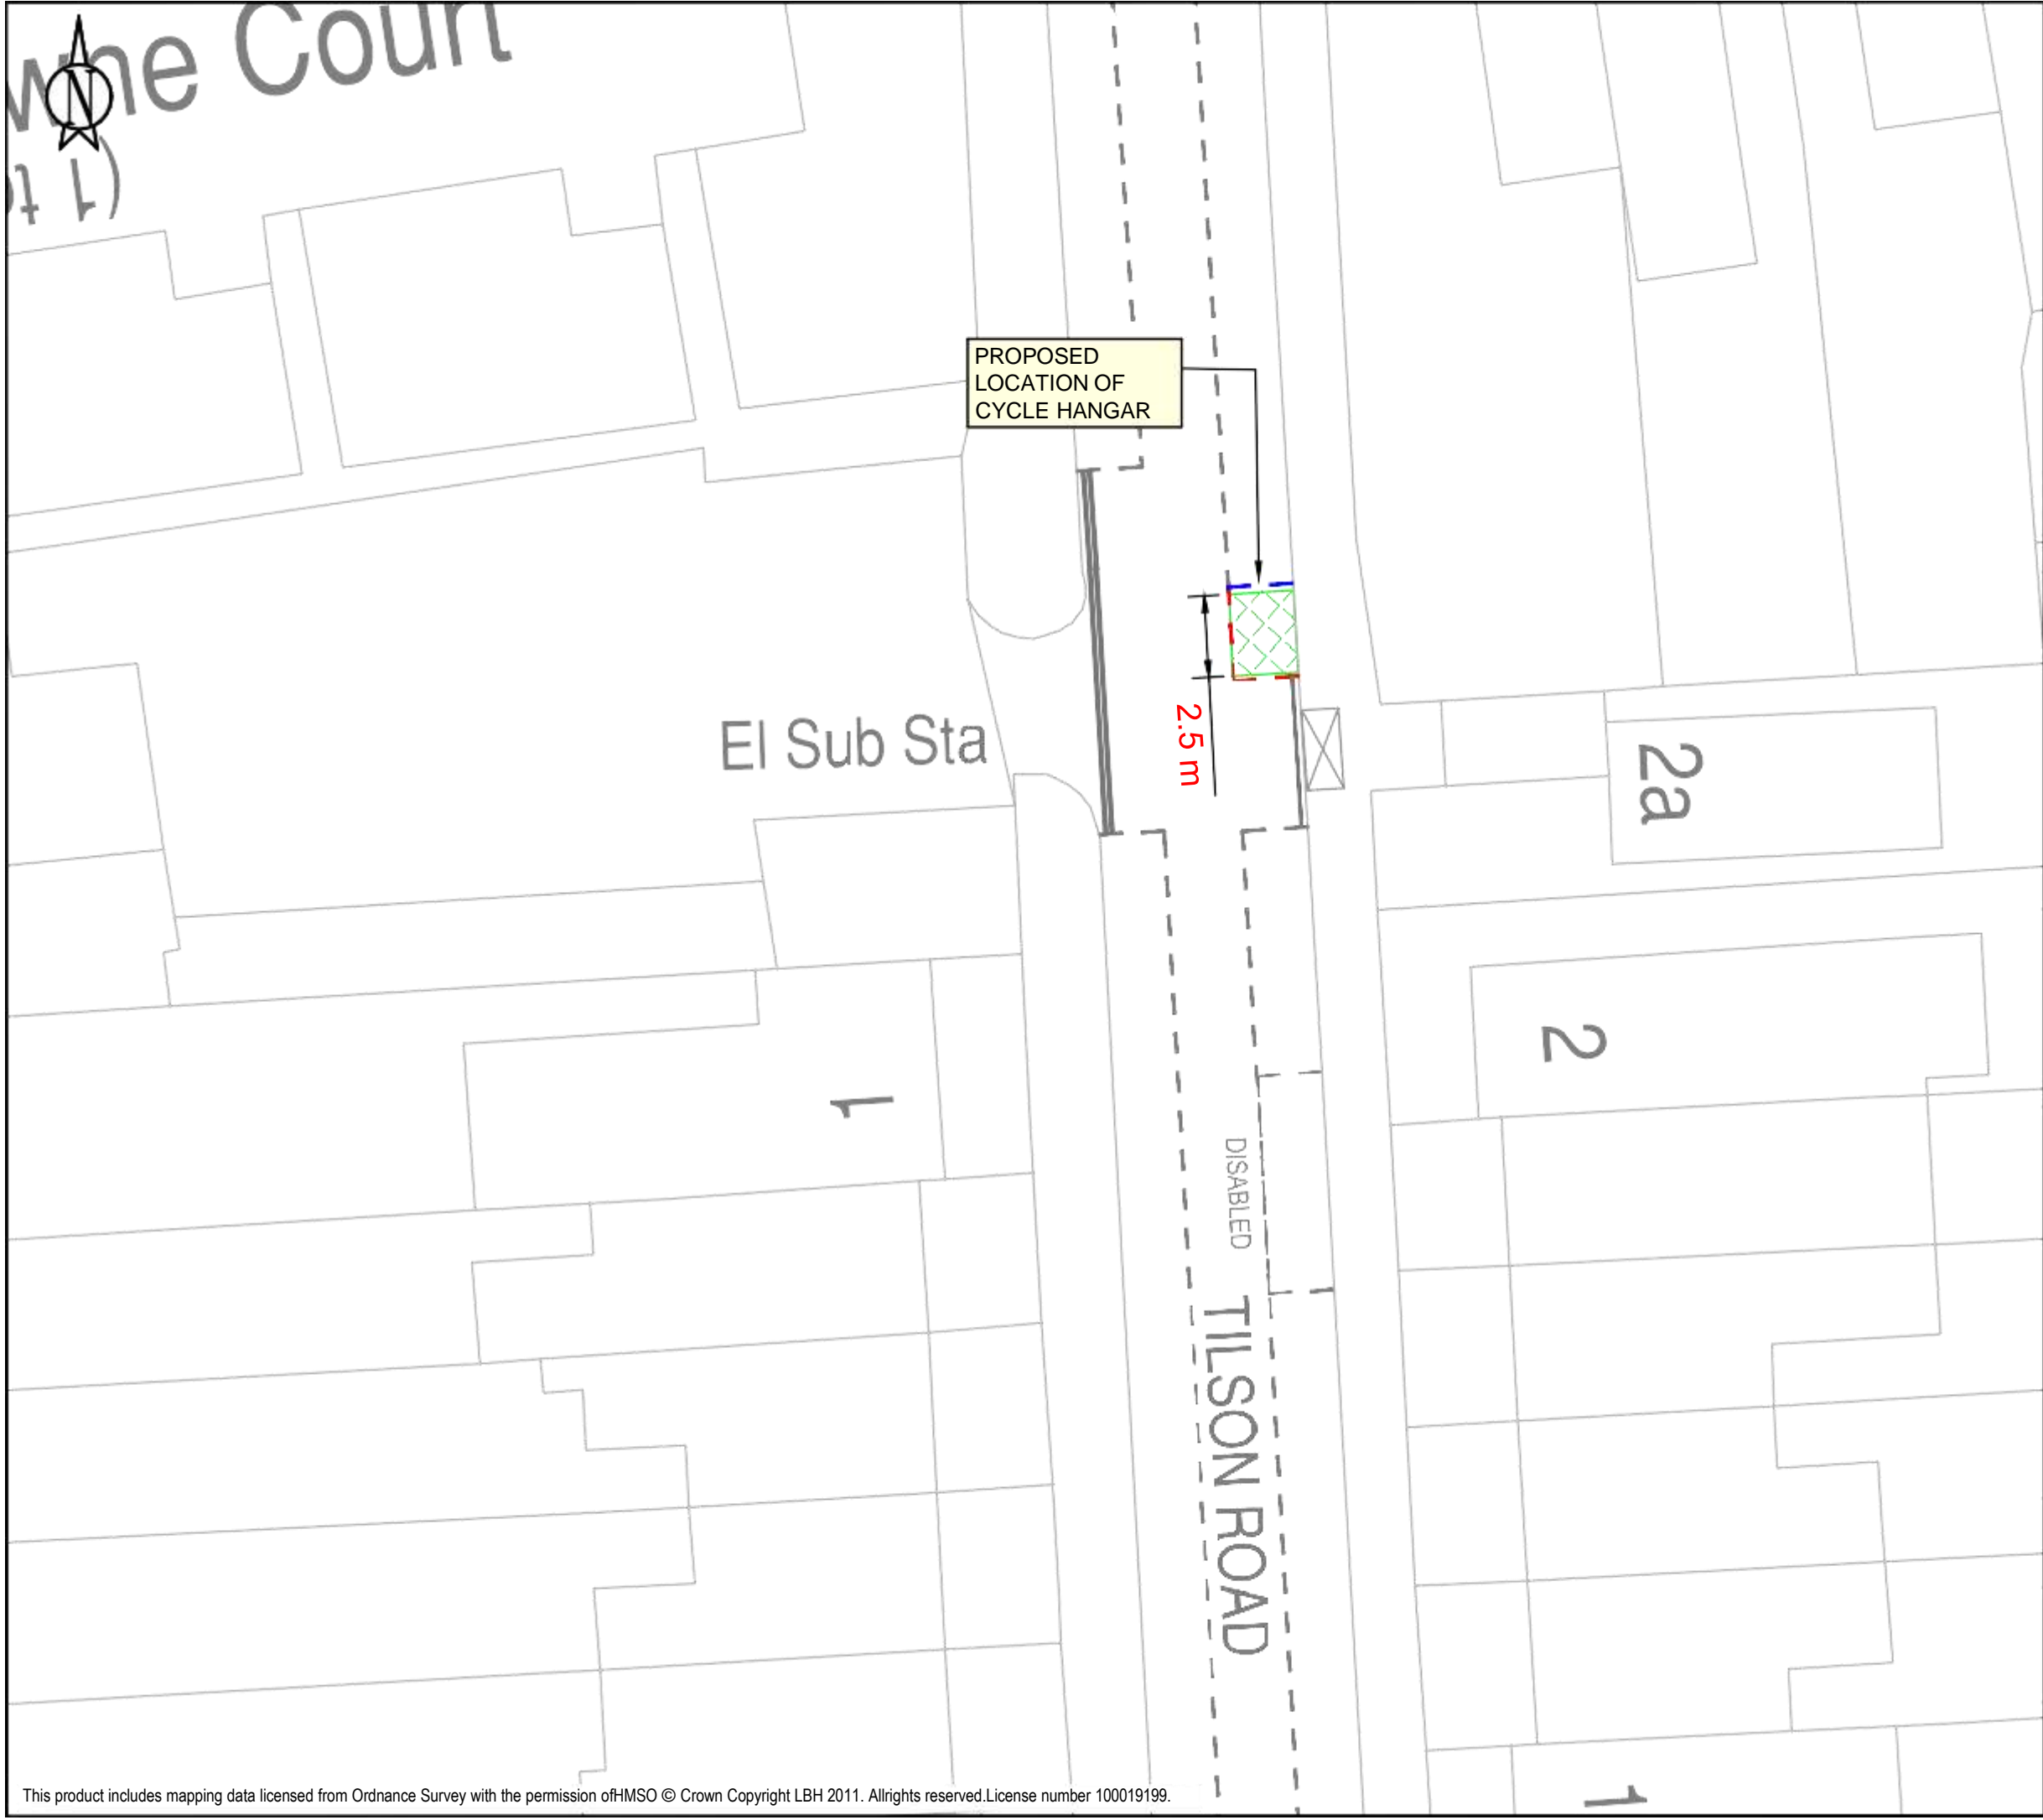 wne Court
N
(1 to
PROPOSED
LOCATION OF
CYCLE HANGAR
2.5 m
El Sub Sta
2a
2
1
DISABLED
TILSON ROAD
1
This product includes mapping data licensed from Ordnance Survey with the permission ofHMSO © Crown Copyright LBH 2011. Allrights reserved.License number 100019199.